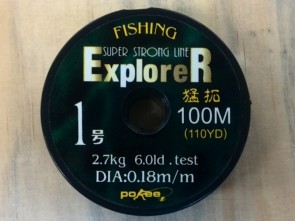 FISHING
SUPER STRONG LINE
ExploreR
猛拓
1号
100M
(110YD)
2.7kg 6.0ld.test
DIA:0.18m/m
pokee